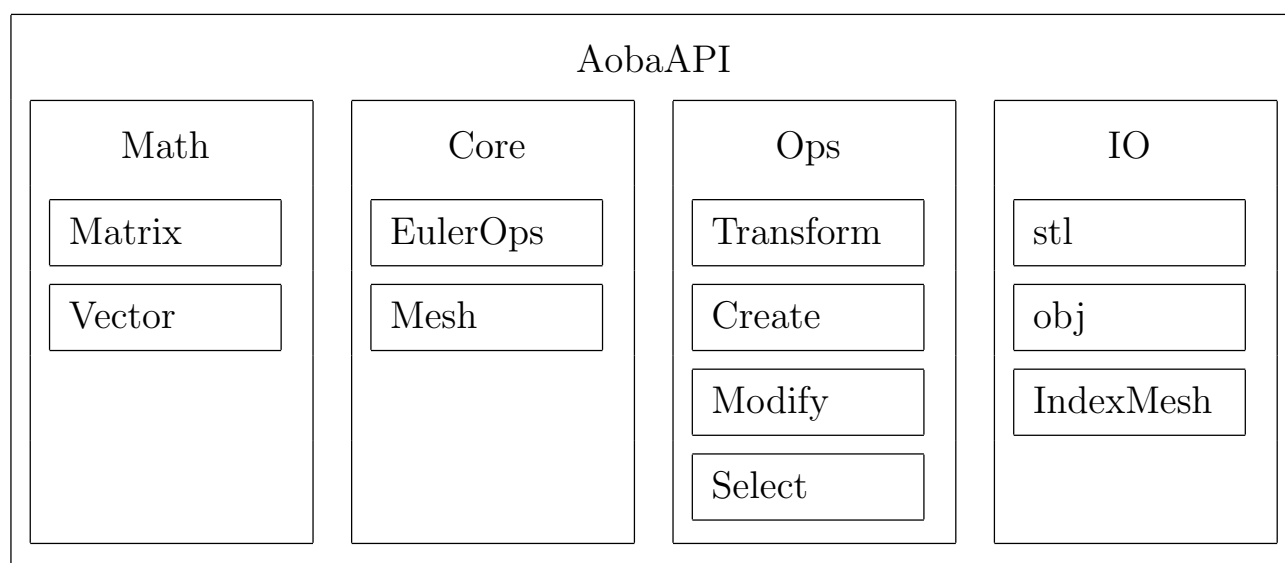 AobaAPI
Math
Matrix
Vector
Core
EulerOps
Mesh
Ops
Transform
Create
Modify
Select
IO
stl
obj
IndexMesh